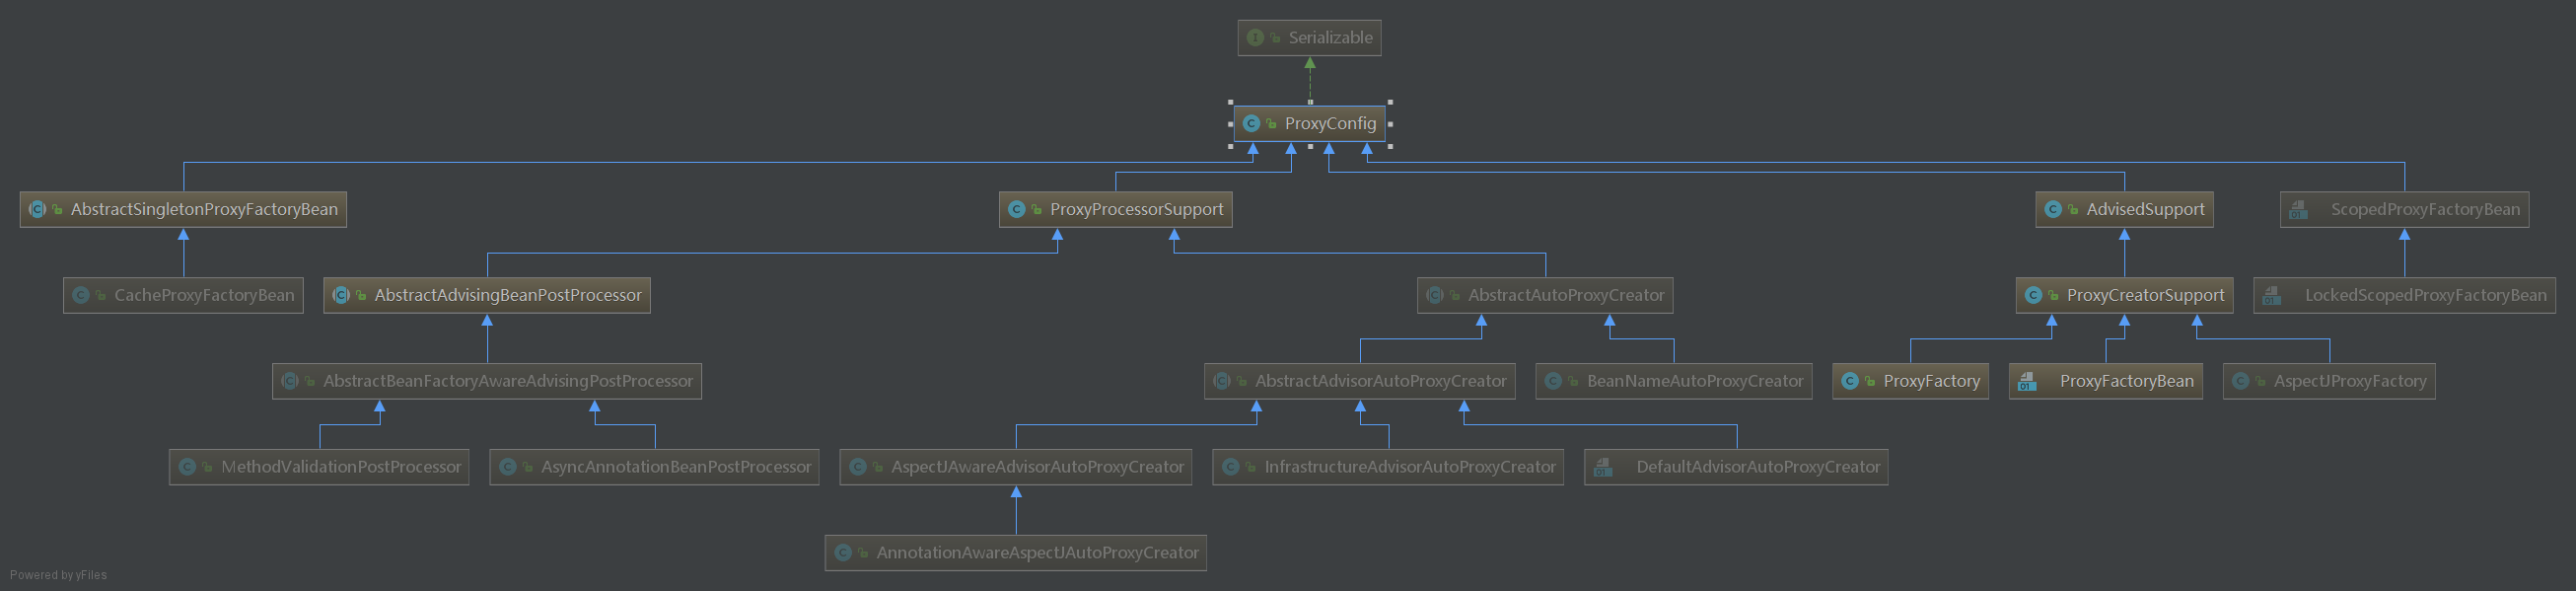 Serializable
ProxyConfig
AbstractSingletonProxyFactoryBean
ProxyProcessorSupport
AdvisedSupport
ScopedProxyFactoryBean
CacheProxyFactoryBean
AbstractAdvisingBeanPostProcessor
AbstractAutoProxyCreator
ProxyCreatorSupport
LockedScopedProxyFactoryBean
AbstractBeanFactoryAwareAdvisingPostProcessor
AbstractAdvisorAutoProxyCreator
BeanNameAutoProxyCreator
ProxyFactory
ProxyFactoryBean
AspectJProxyFactory
MethodValidationPostProcessor
AsyncAnnotationBeanPostProcessor
AspectJAwareAdvisorAutoProxyCreator
InfrastructureAdvisorAutoProxyCreator
DefaultAdvisorAutoProxyCreator
AnnotationAwareAspectJAutoProxyCreator
Powered by yFiles